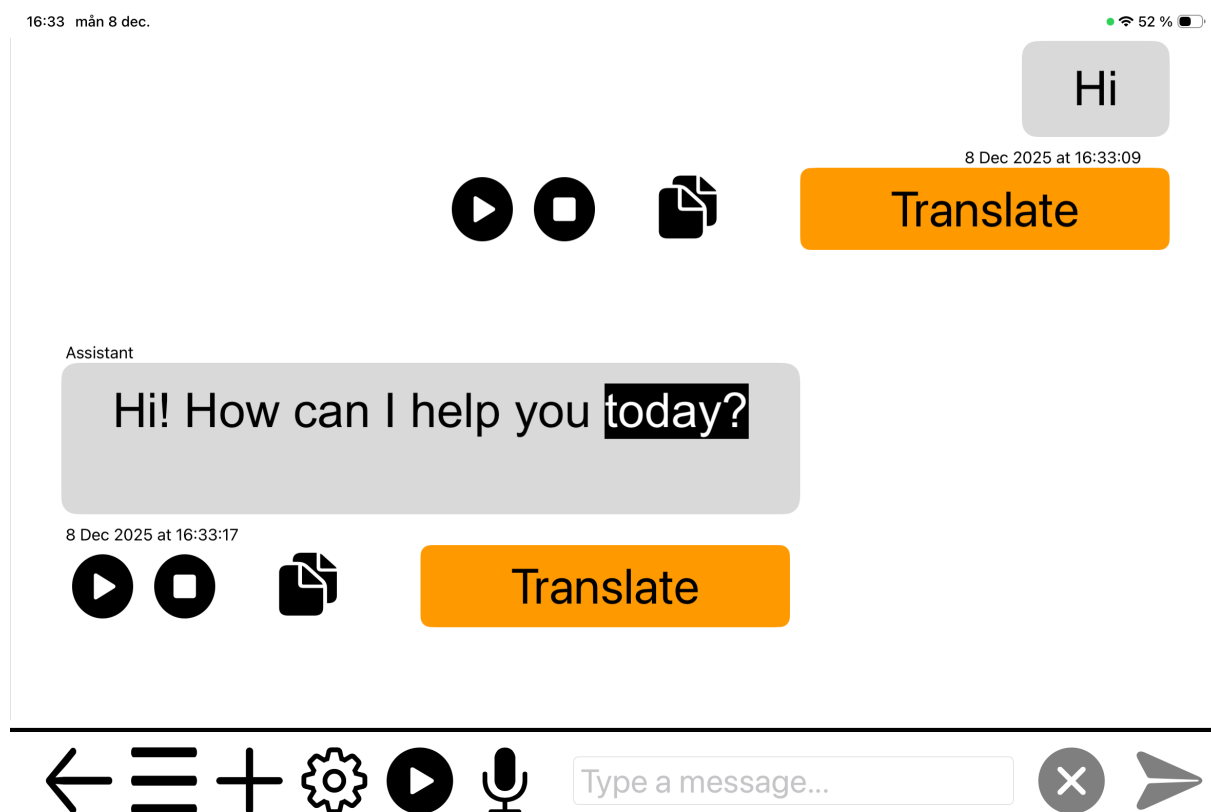 16:33 mån 8 dec.
52 %
Hi
8 Dec 2025 at 16:33:09
Translate
Assistant
Hi! How can I help you today?
8 Dec 2025 at 16:33:17
Translate
Type a message...